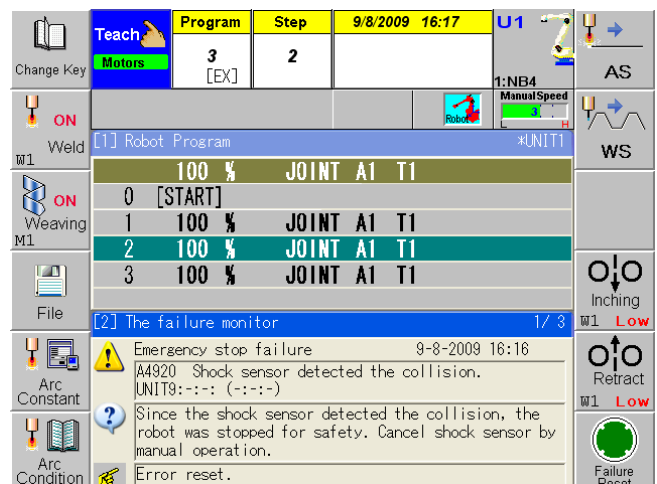 Change Key
Teach
Motors
Program
3
[EX]
Step
2
9/8/2009 16:17
U1
1:NB4
AS
Robot
Manual Speed
3
L H
ON
Weld
W1
WS
[1] Robot Program *UNIT1
100 % JOINT A1 T1
0 [START]
1 100 % JOINT A1 T1
2 100 % JOINT A1 T1
3 100 % JOINT A1 T1
ON
Weaving
M1
File
Inching
W1 Low
[2] The failure monitor 1/ 3
Emergency stop failure 9-8-2009 16:16
A4920 Shock sensor detected the collision.
UNIT9:-:-: (-:-:-)
Since the shock sensor detected the collision, the
robot was stopped for safety. Cancel shock sensor by
manual operation.
Error reset.
Arc
Constant
Retract
W1 Low
Arc
Condition
Failure
Reset